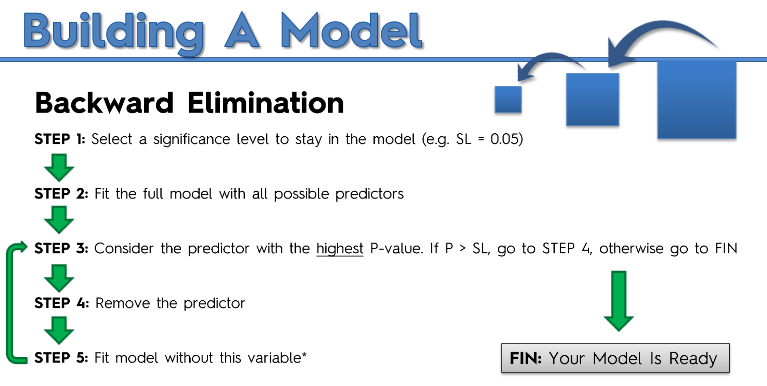 Building A Model
Backward Elimination
STEP 1: Select a significance level to stay in the model (e.g. SL = 0.05)
STEP 2: Fit the full model with all possible predictors
STEP 3: Consider the predictor with the highest P-value. If P > SL, go to STEP 4, otherwise go to FIN
STEP 4: Remove the predictor
STEP 5: Fit model without this variable*
FIN: Your Model Is Ready